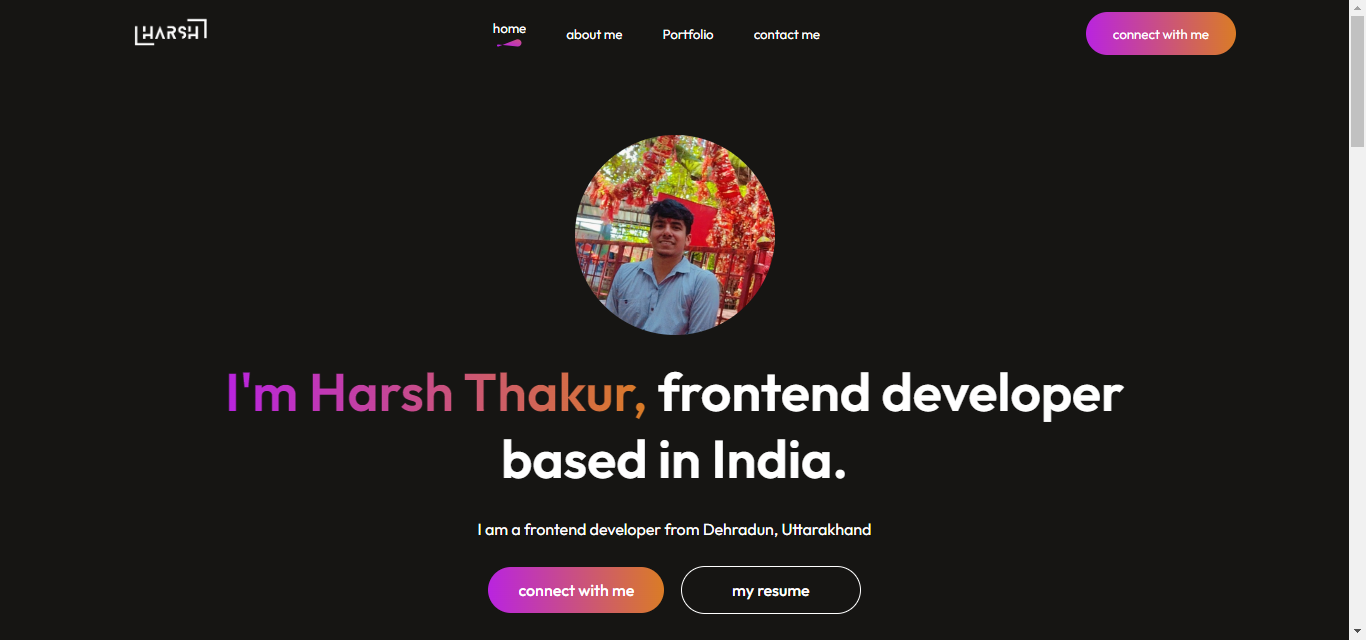 HARSH
home
about me
Portfolio
contact me
connect with me
I'm Harsh Thakur, frontend developer
based in India.
I am a frontend developer from Dehradun, Uttarakhand
connect with me
my resume